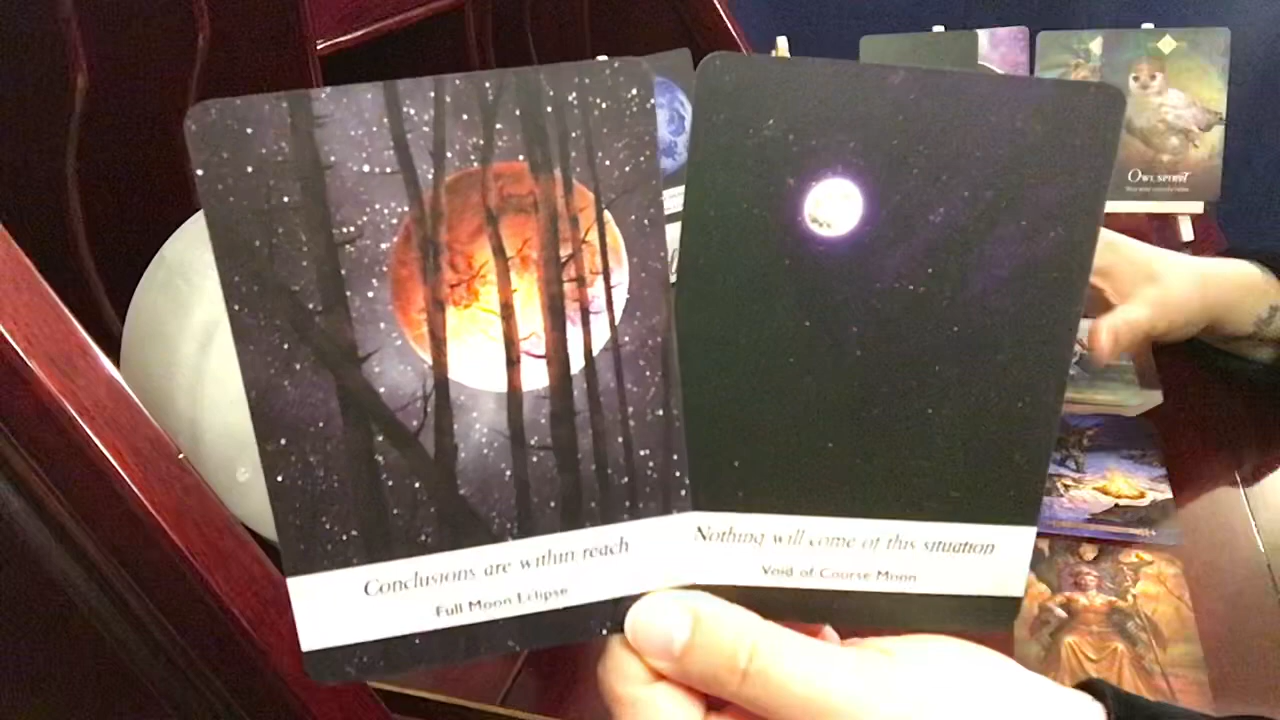 Conclusions are within reach
Full Moon Eclipse
Nothing will come of this situation
Void of Course Moon
Owl spirit